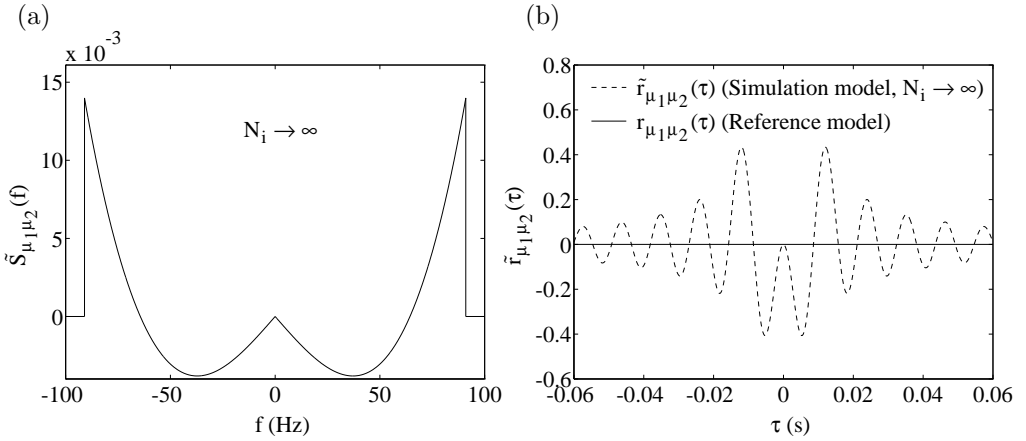 (a)
x 10⁻³
15
10
5
0
-5
N_i → ∞
S̃_μ₁μ₂(f)
-100 -50 0 50 100
f (Hz)
(b)
0.8
0.6
0.4
0.2
0
-0.2
-0.4
-0.6
r̃_μ₁μ₂(τ) (Simulation model, N_i → ∞)
r_μ₁μ₂(τ) (Reference model)
r̃_μ₁μ₂(τ)
-0.06 -0.04 -0.02 0 0.02 0.04 0.06
τ (s)